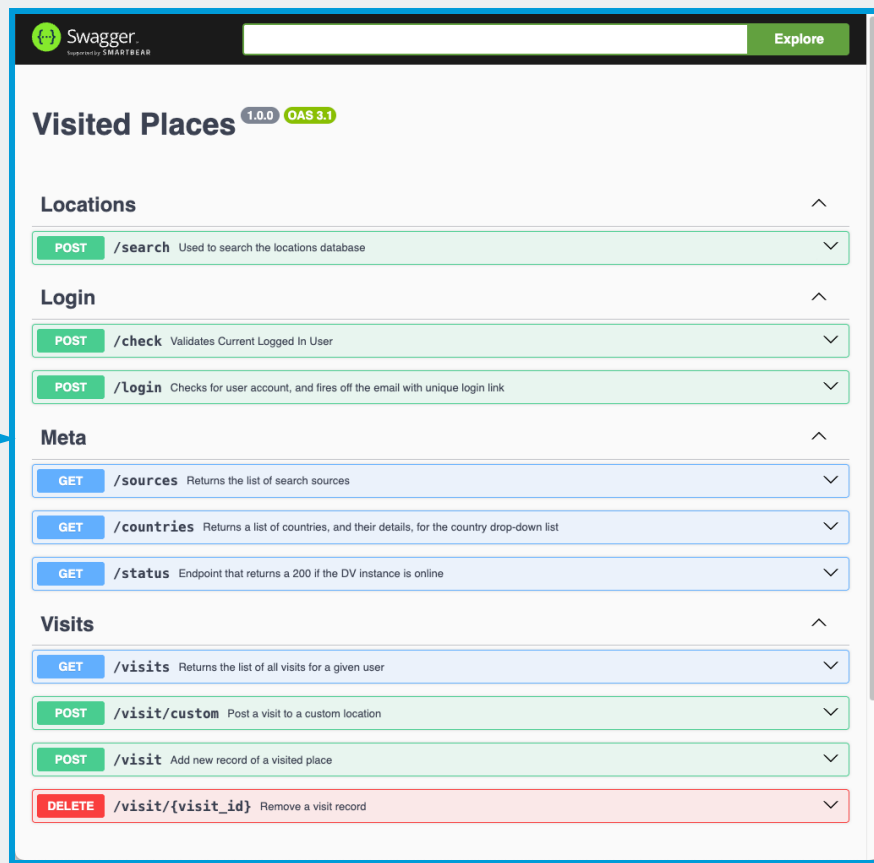 Swagger.
Supported by SMARTBEAR
Explore
Visited Places 1.0.0 OAS 3.1
Locations
POST /search Used to search the locations database
Login
POST /check Validates Current Logged In User
POST /login Checks for user account, and fires off the email with unique login link
Meta
GET /sources Returns the list of search sources
GET /countries Returns a list of countries, and their details, for the country drop-down list
GET /status Endpoint that returns a 200 if the DV instance is online
Visits
GET /visits Returns the list of all visits for a given user
POST /visit/custom Post a visit to a custom location
POST /visit Add new record of a visited place
DELETE /visit/{visit_id} Remove a visit record